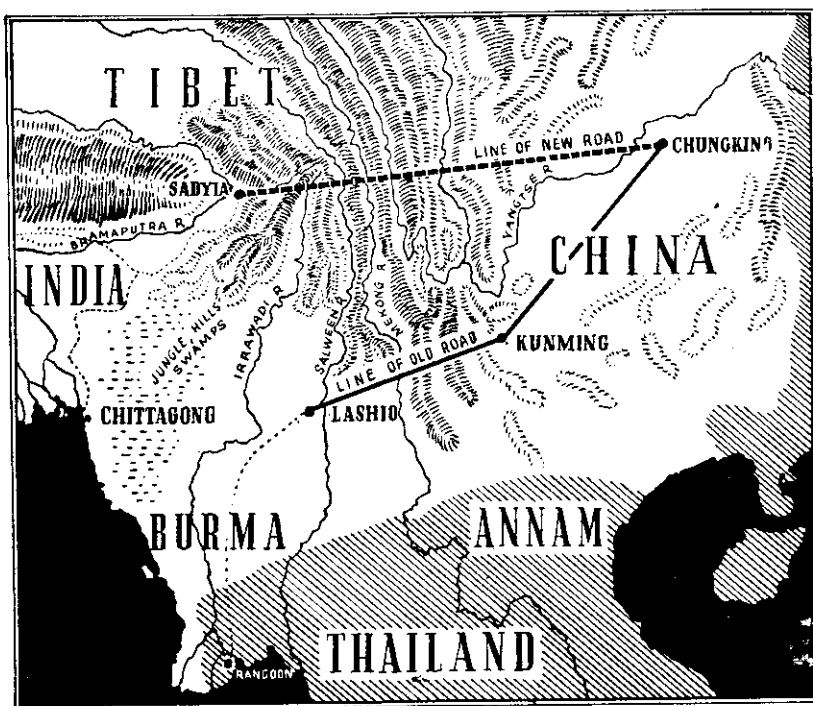 TIBET
LINE OF NEW ROAD
CHUNGKING
SADYIA
YANGTSE R.
BRAMAPUTRA R.
CHINA
INDIA
IRRAWADI R.
SALWEEN R.
MEKONG R.
JUNGLE HILLS
SWAMPS
LINE OF OLD ROAD
KUNMING
CHITTAGONG
LASHIO
BURMA
ANNAM
THAILAND
RANGOON